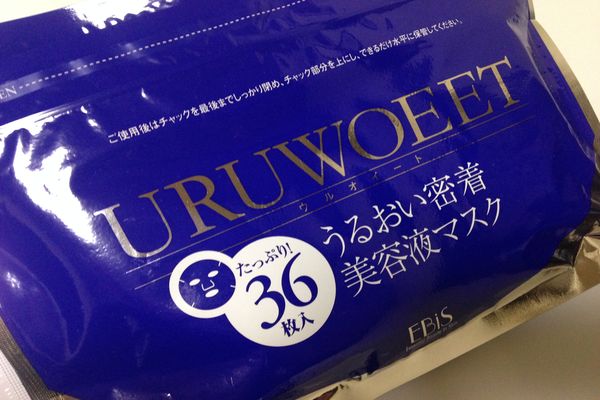 EN
ご使用後はチャックを最後までしっかり閉め、チャック部分を上にし、できるだけ水平に保管してください。
URUWOEET
ウルオイート
うるおい密着
美容液マスク
たっぷり!
36
枚入
EBiS